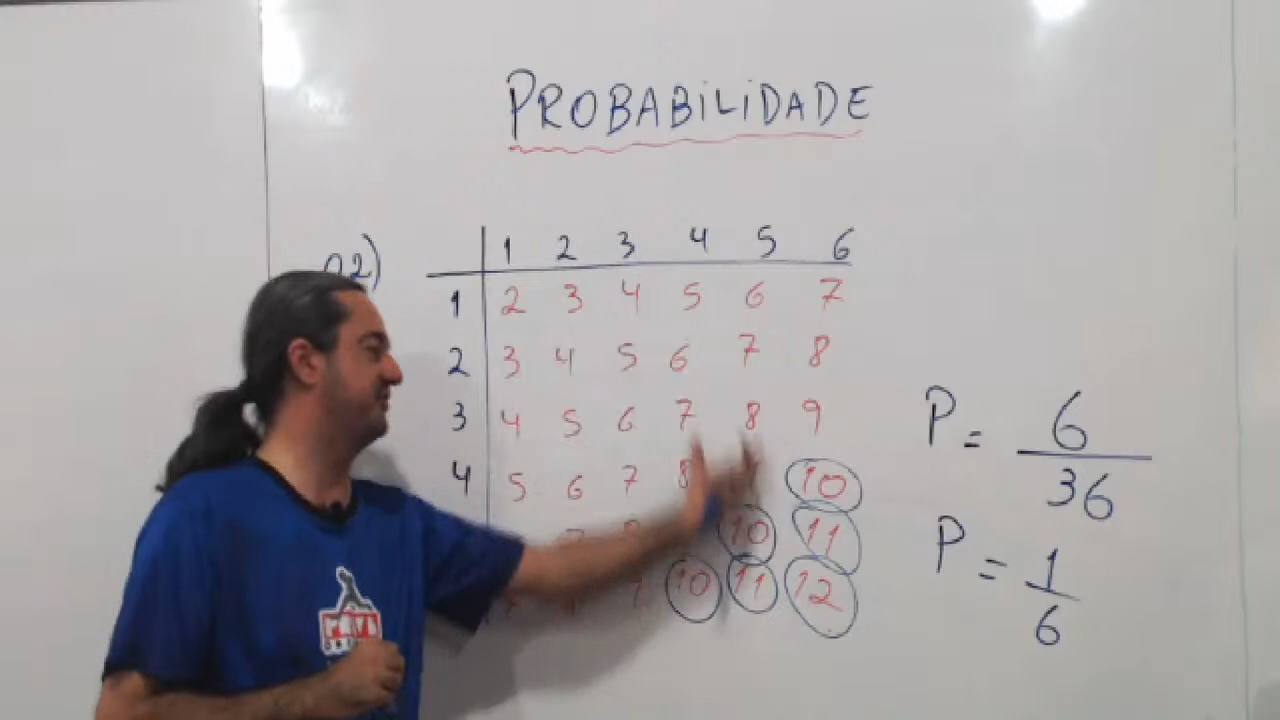 PROBABILIDADE
02)
1 2 3 4 5 6
1 2 3 4 5 6 7
2 3 4 5 6 7 8
3 4 5 6 7 8 9
4 5 6 7 8 10
10 11
10 11 12
P = 6
36
P = 1
6